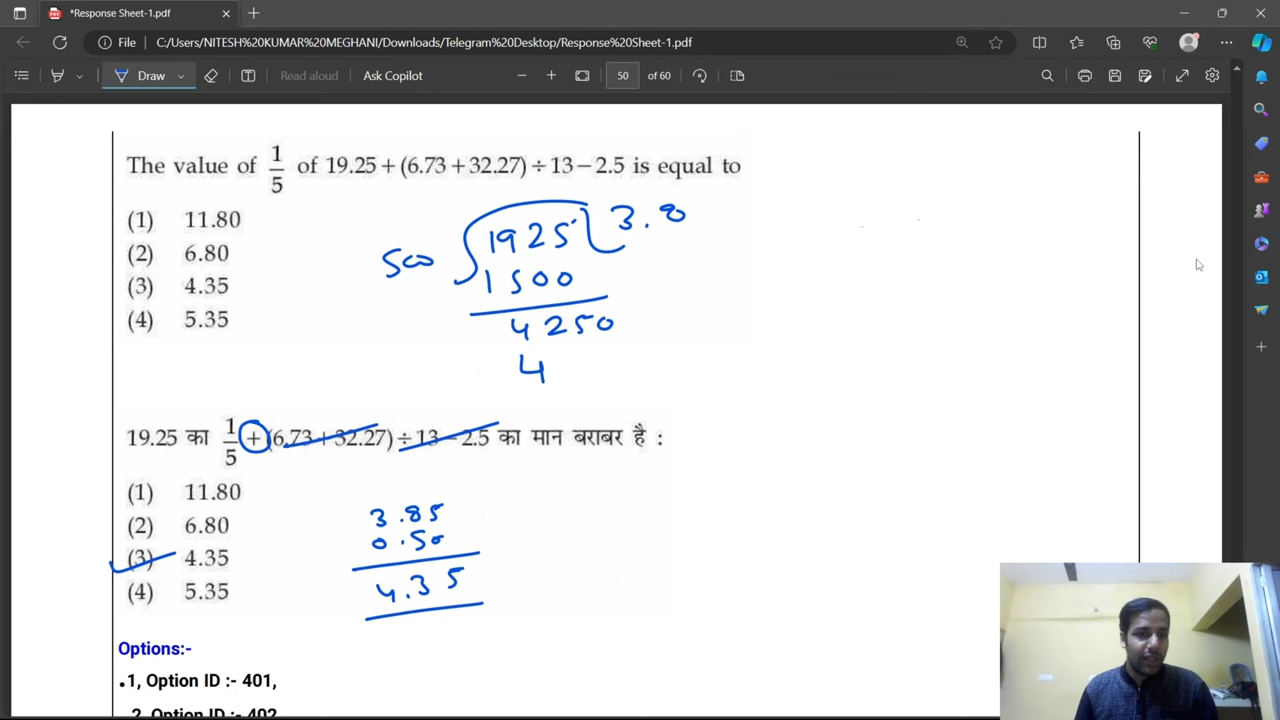 *Response Sheet-1.pdf
File C:/Users/NITESH%20KUMAR%20MEGHANI/Downloads/Telegram%20Desktop/Response%20Sheet-1.pdf
Draw Read aloud Ask Copilot 50 of 60
The value of 1/5 of 19.25+(6.73+32.27)÷13−2.5 is equal to
(1) 11.80
(2) 6.80
(3) 4.35
(4) 5.35
500 1925 3.8
1500
4250
4
19.25 का 1/5 +(6.73+32.27)÷13−2.5 का मान बराबर है :
(1) 11.80
(2) 6.80
(3) 4.35
(4) 5.35
3.85
0.50
4.35
Options:-
.1, Option ID :- 401,
2, Option ID :- 402